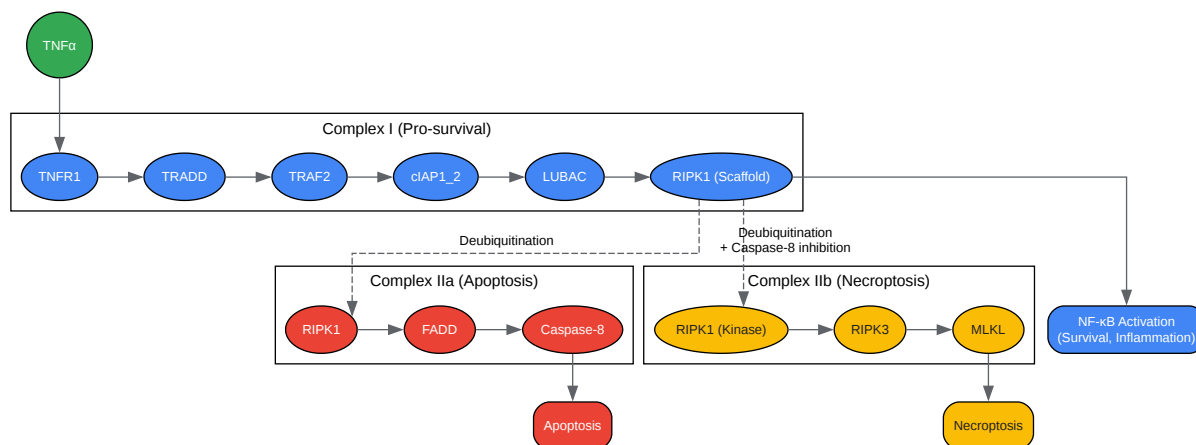 TNFα
Complex I (Pro-survival)
TNFR1
TRADD
TRAF2
cIAP1_2
LUBAC
RIPK1 (Scaffold)
Deubiquitination
Deubiquitination
+ Caspase-8 inhibition
Complex IIa (Apoptosis)
Complex IIb (Necroptosis)
RIPK1
FADD
Caspase-8
RIPK1 (Kinase)
RIPK3
MLKL
NF-κB Activation
(Survival, Inflammation)
Apoptosis
Necroptosis